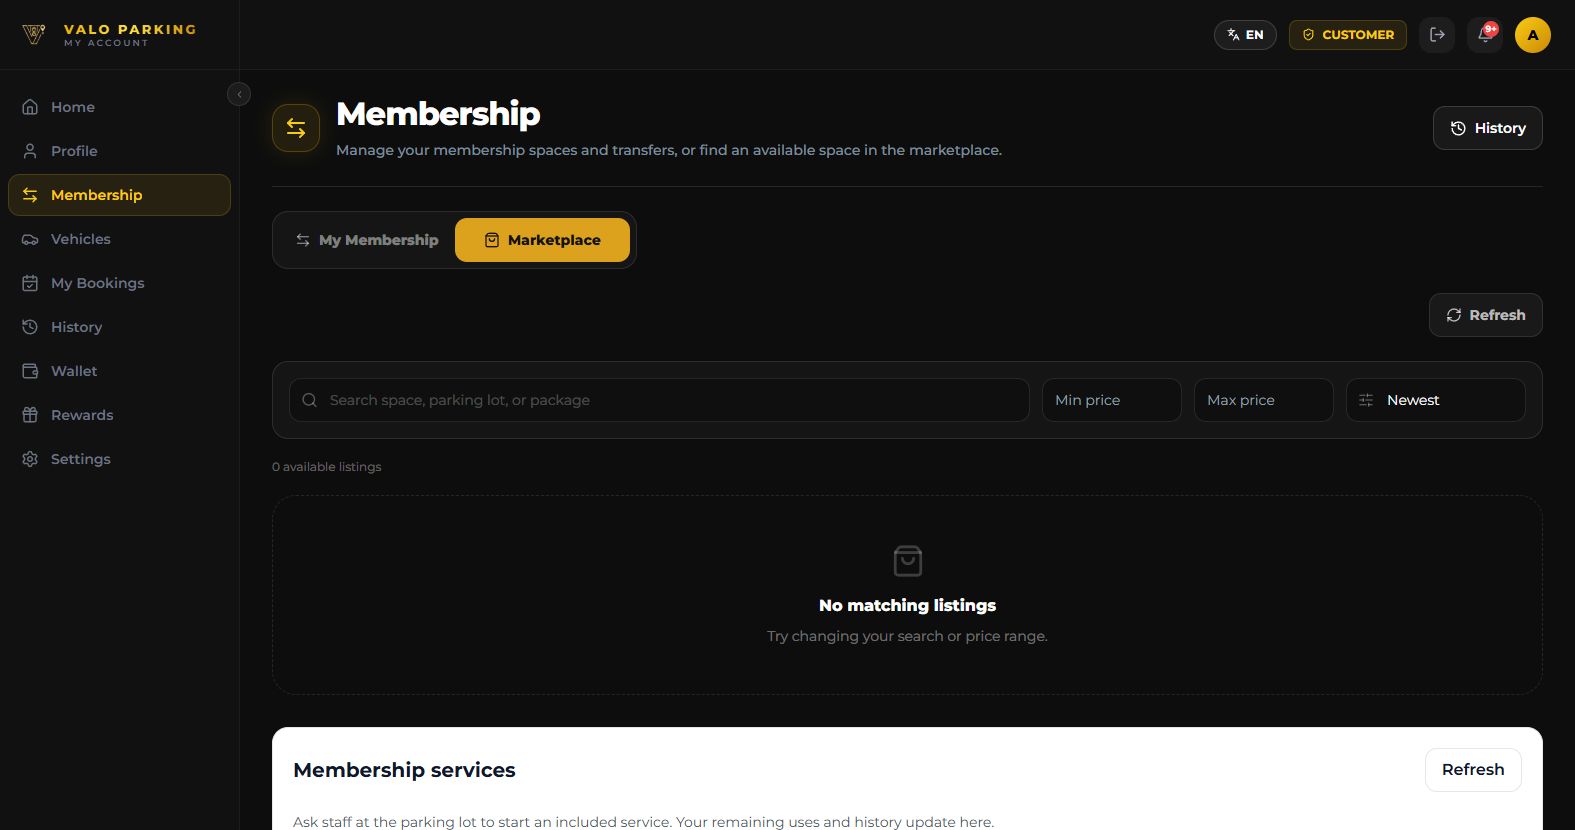 VALO PARKING
MY ACCOUNT
EN
CUSTOMER
9+
A
Home
Profile
Membership
Vehicles
My Bookings
History
Wallet
Rewards
Settings
Membership
Manage your membership spaces and transfers, or find an available space in the marketplace.
History
My Membership
Marketplace
Refresh
Search space, parking lot, or package
Min price
Max price
Newest
0 available listings
No matching listings
Try changing your search or price range.
Membership services
Refresh
Ask staff at the parking lot to start an included service. Your remaining uses and history update here.